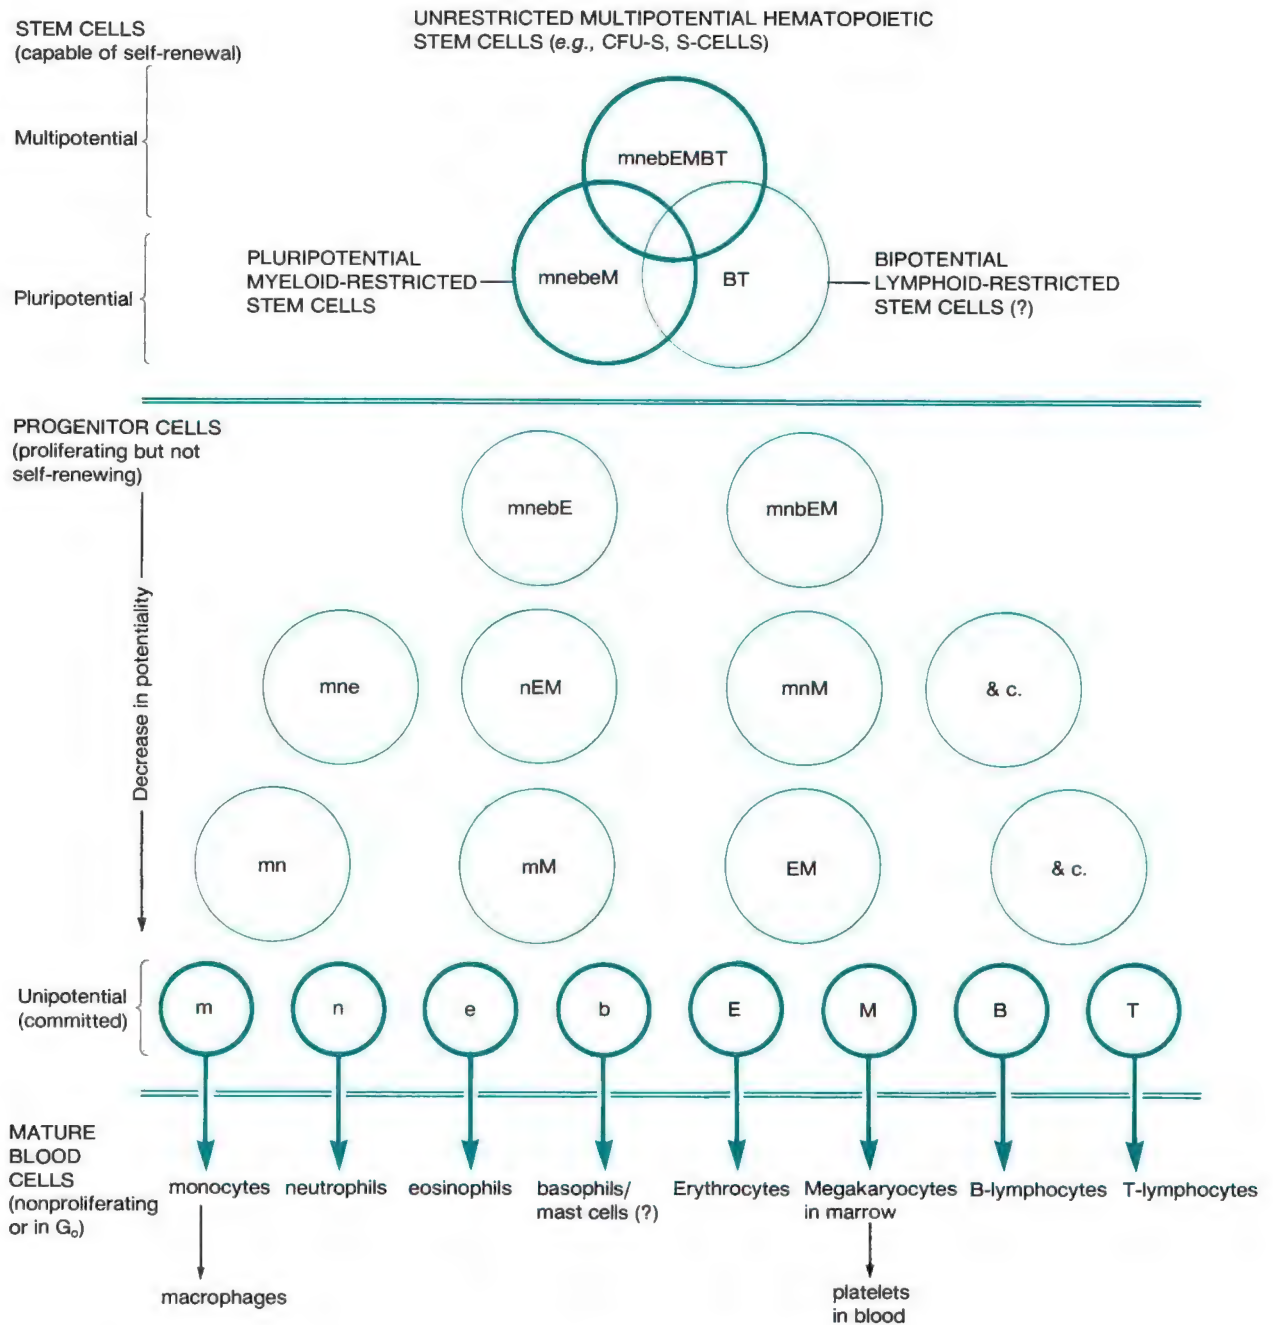 STEM CELLS
(capable of self-renewal)
UNRESTRICTED MULTIPOTENTIAL HEMATOPOIETIC
STEM CELLS (e.g., CFU-S, S-CELLS)
Multipotential
mnebEMBT
Pluripotential
PLURIPOTENTIAL
MYELOID-RESTRICTED
STEM CELLS
mnebeM
BT
BIPOTENTIAL
LYMPHOID-RESTRICTED
STEM CELLS (?)
PROGENITOR CELLS
(proliferating but not
self-renewing)
Decrease in potentiality
mnebE
mnbEM
mne
nEM
mnM
& c.
mn
mM
EM
& c.
Unipotential
(committed)
m
n
e
b
E
M
B
T
MATURE
BLOOD
CELLS
(nonproliferating
or in G₀)
monocytes
neutrophils
eosinophils
basophils/
mast cells (?)
Erythrocytes
Megakaryocytes
in marrow
B-lymphocytes
T-lymphocytes
macrophages
platelets
in blood